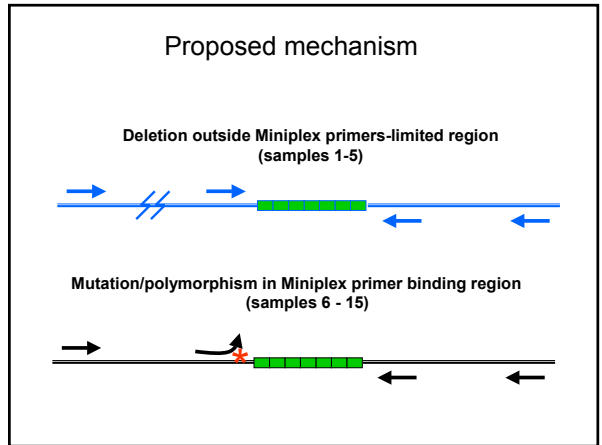 Proposed mechanism
Deletion outside Miniplex primers-limited region
(samples 1-5)
Mutation/polymorphism in Miniplex primer binding region
(samples 6 - 15)
*